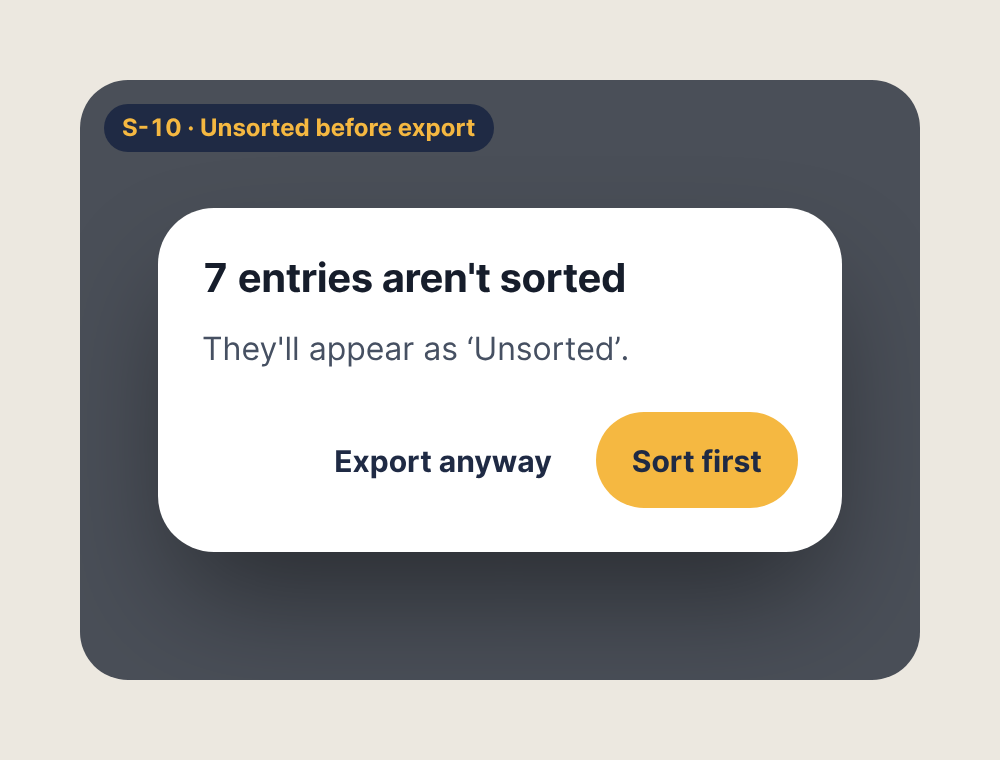 S-10 · Unsorted before export
7 entries aren't sorted
They'll appear as ‘Unsorted’.
Export anyway
Sort first